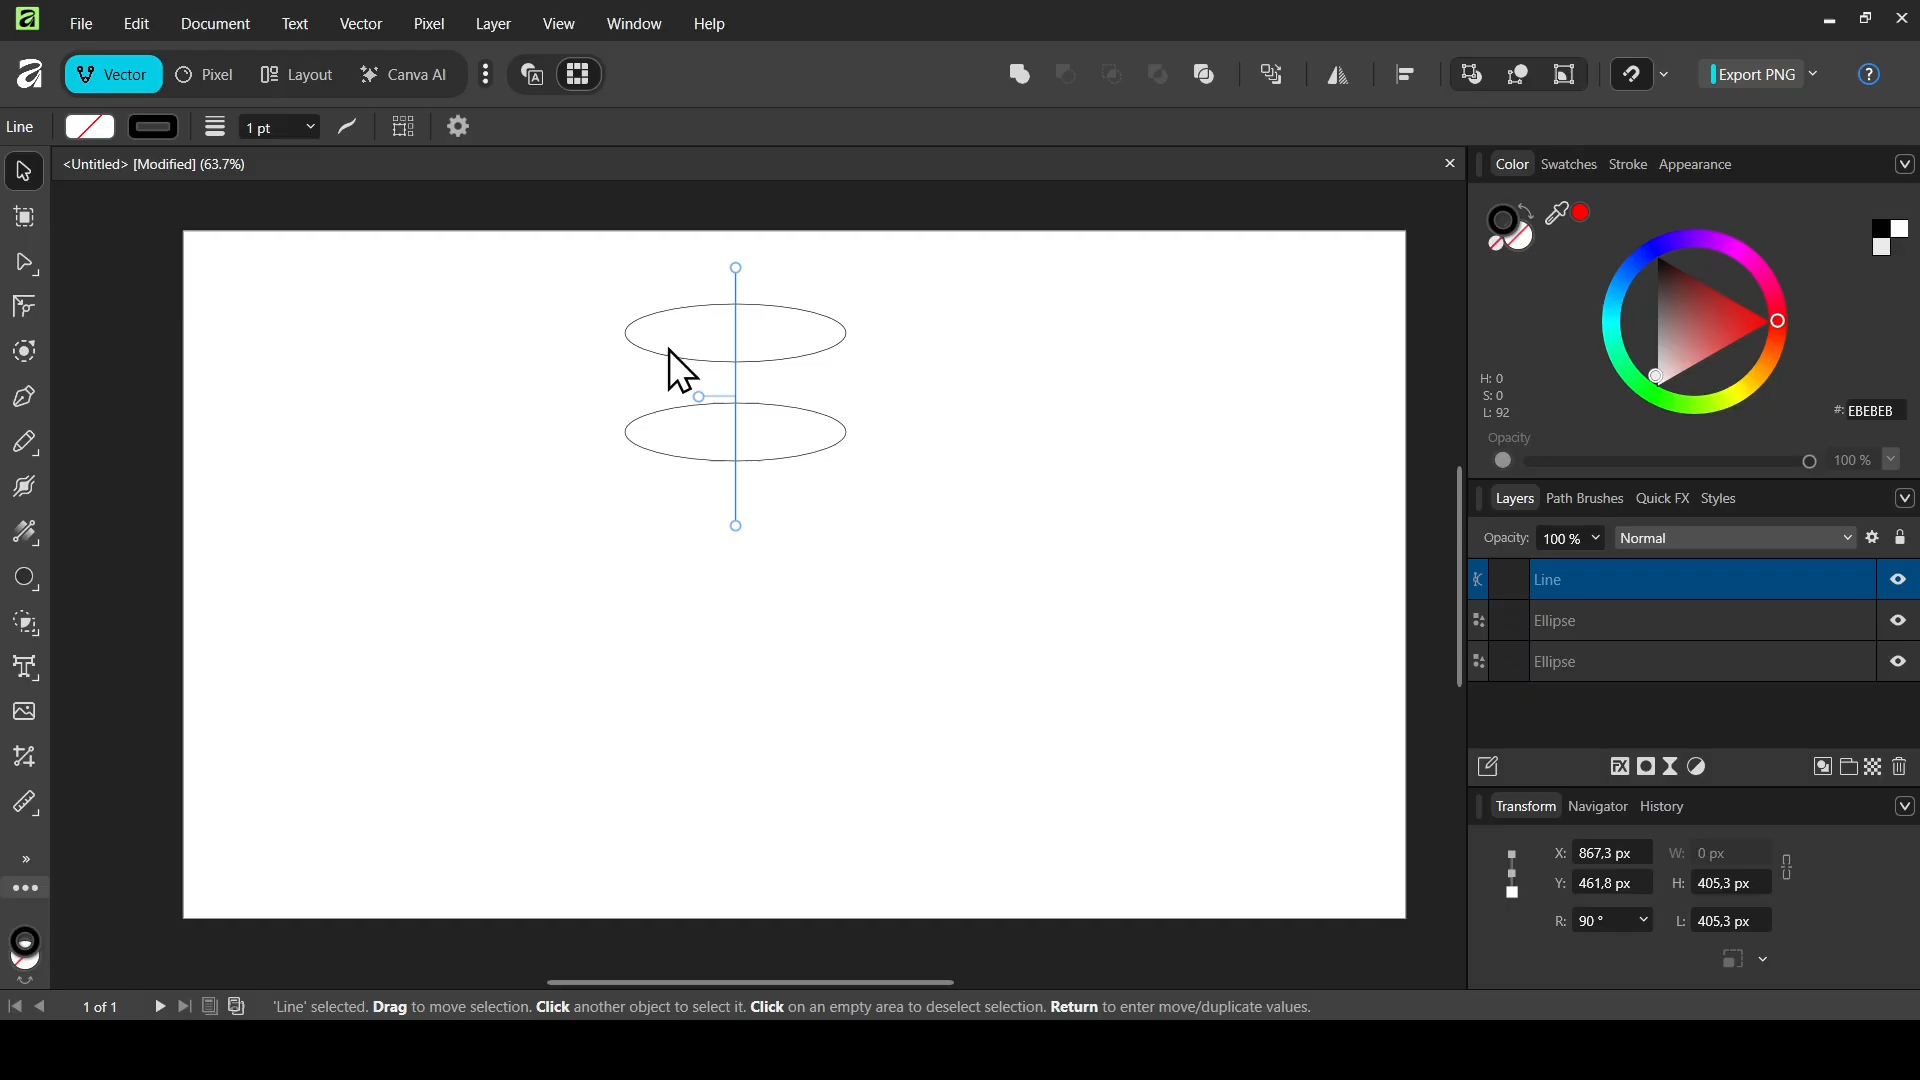 File Edit Document Text Vector Pixel Layer View Window Help
Vector Pixel Layout Canva AI Export PNG ?
Line 1 pt
<Untitled> [Modified] (63.7%)
Color Swatches Stroke Appearance
H: 0
S: 0
L: 92
#: EBEBEB
Opacity
100 %
Layers Path Brushes Quick FX Styles
Opacity: 100 % Normal
Line
Ellipse
Ellipse
FX
Transform Navigator History
X: 867,3 px W: 0 px
Y: 461,8 px H: 405,3 px
R: 90 ° L: 405,3 px
1 of 1 'Line' selected. Drag to move selection. Click another object to select it. Click on an empty area to deselect selection. Return to enter move/duplicate values.